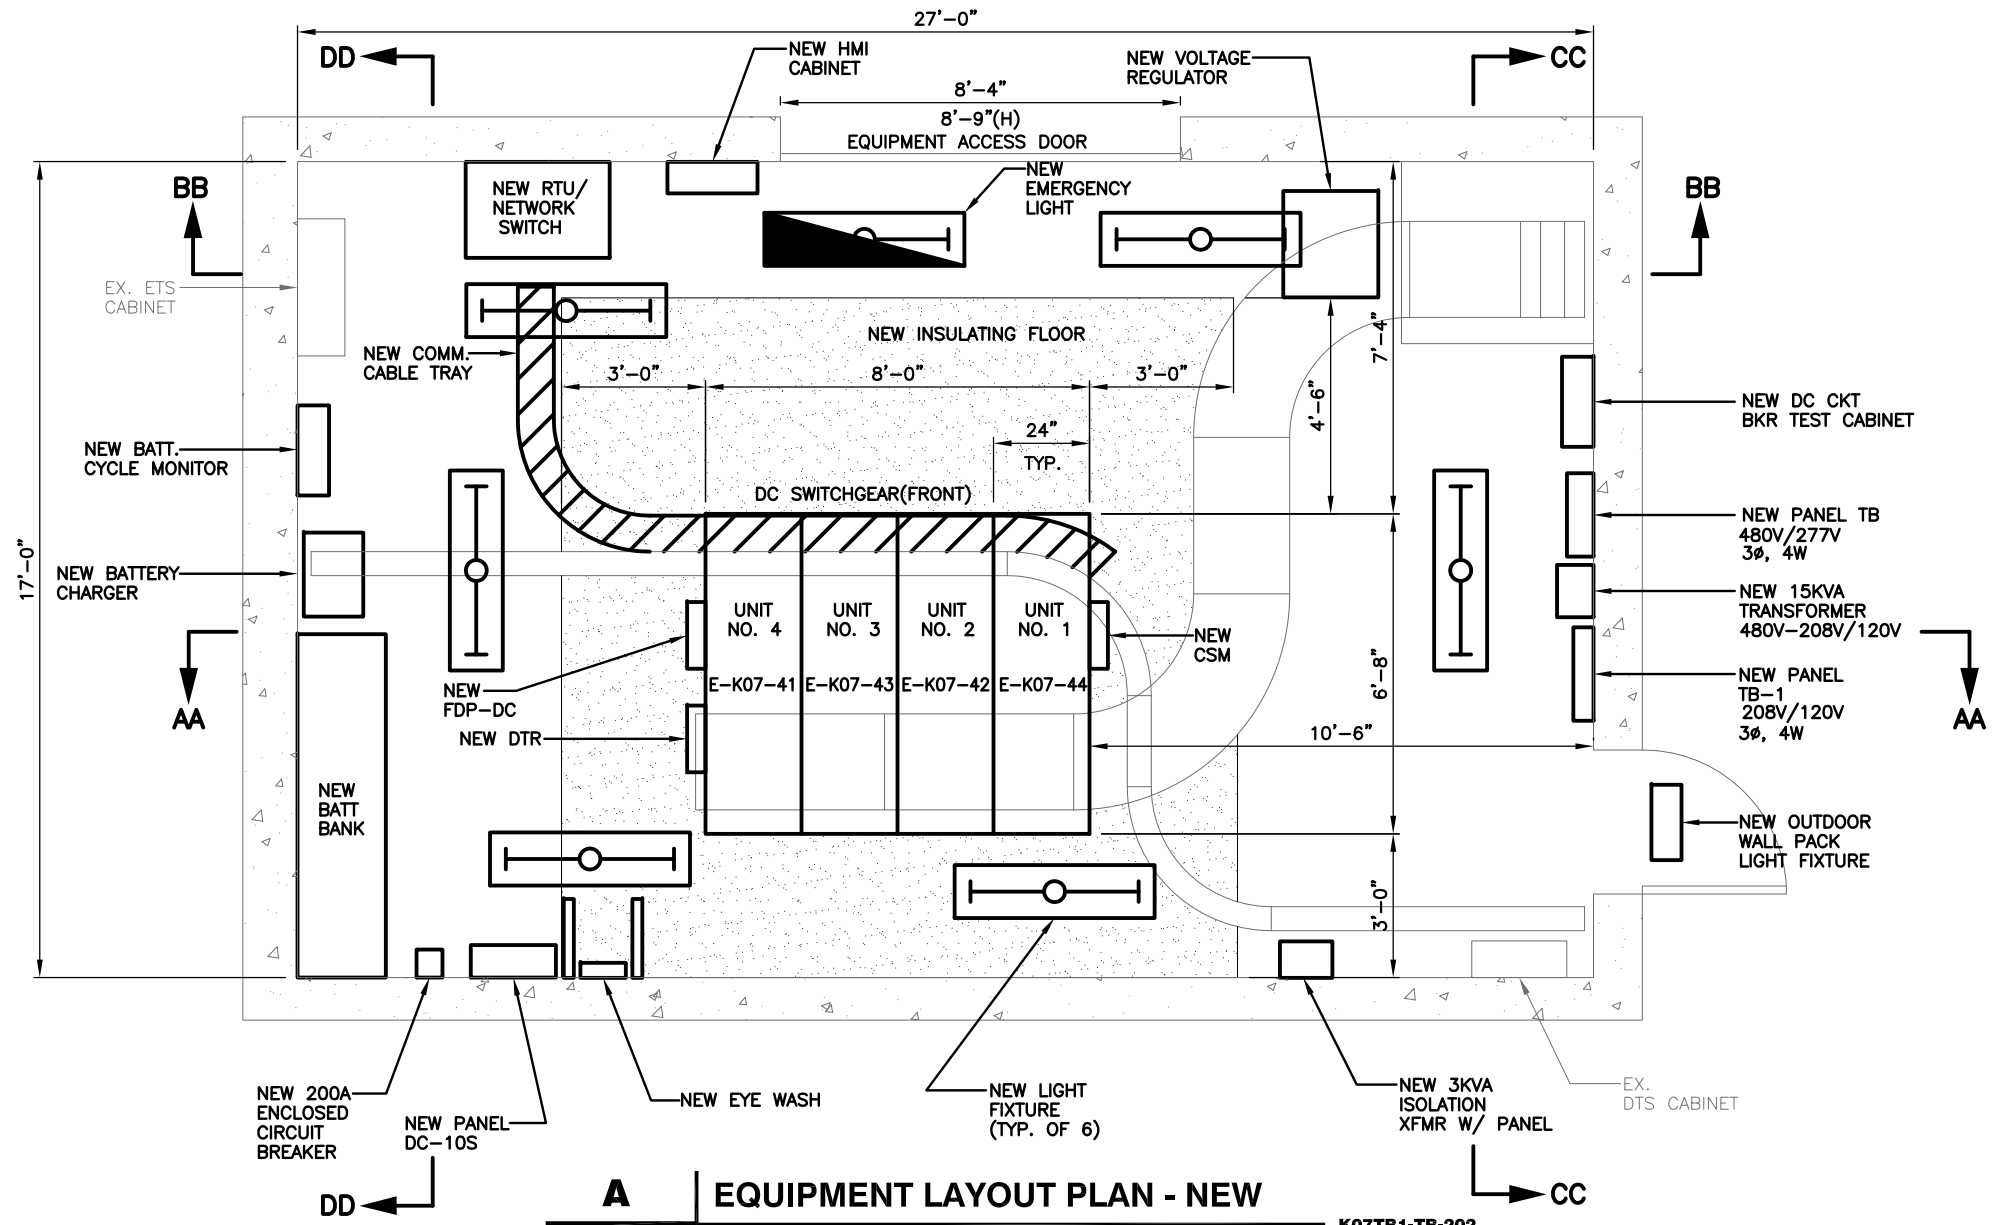 27'-0"
DD
NEW HMI
CABINET
NEW VOLTAGE
REGULATOR
CC
8'-4"
8'-9"(H)
EQUIPMENT ACCESS DOOR
BB
NEW RTU/
NETWORK
SWITCH
NEW
EMERGENCY
LIGHT
BB
EX. ETS
CABINET
NEW INSULATING FLOOR
7'-4"
NEW COMM.
CABLE TRAY
3'-0"
8'-0"
3'-0"
4'-6"
NEW DC CKT
BKR TEST CABINET
24"
TYP.
NEW BATT.
CYCLE MONITOR
DC SWITCHGEAR(FRONT)
NEW PANEL TB
480V/277V
3ø, 4W
17'-0"
NEW BATTERY
CHARGER
NEW 15KVA
TRANSFORMER
480V-208V/120V
UNIT
NO. 4
UNIT
NO. 3
UNIT
NO. 2
UNIT
NO. 1
NEW
CSM
E-K07-41
E-K07-43
E-K07-42
E-K07-44
6'-8"
NEW
FDP-DC
NEW PANEL
TB-1
208V/120V
3ø, 4W
AA
AA
NEW DTR
10'-6"
NEW
BATT
BANK
NEW OUTDOOR
WALL PACK
LIGHT FIXTURE
3'-0"
NEW 200A
ENCLOSED
CIRCUIT
BREAKER
NEW PANEL
DC-10S
NEW EYE WASH
NEW LIGHT
FIXTURE
(TYP. OF 6)
NEW 3KVA
ISOLATION
XFMR W/ PANEL
EX.
DTS CABINET
DD
A
EQUIPMENT LAYOUT PLAN - NEW
CC
K07TB1-TB-202